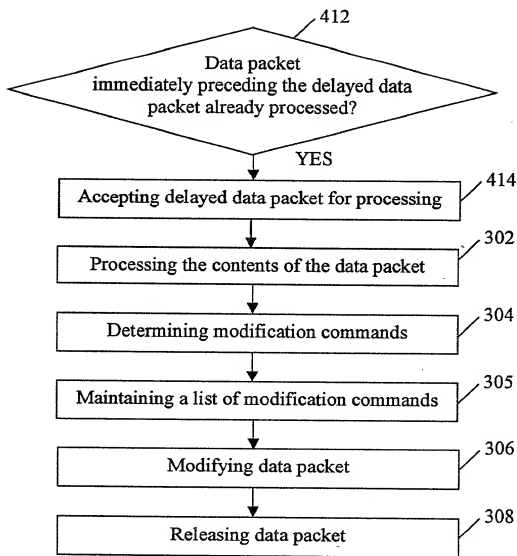 412
Data packet
immediately preceding the delayed data
packet already processed?
YES
414
Accepting delayed data packet for processing
302
Processing the contents of the data packet
304
Determining modification commands
305
Maintaining a list of modification commands
306
Modifying data packet
308
Releasing data packet